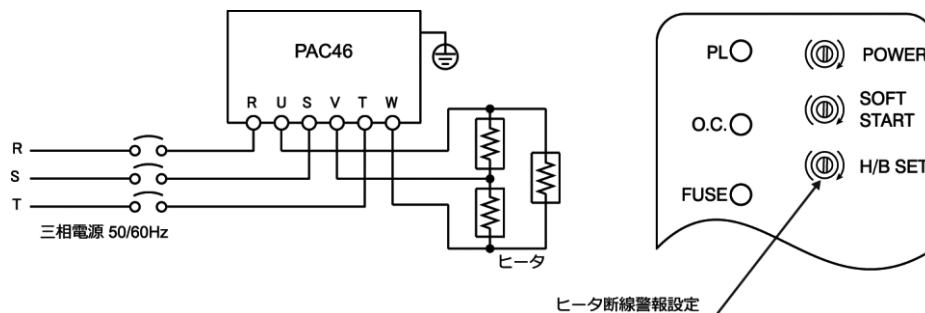 PAC46
R U S V T W
R
S
T
三相電源 50/60Hz
ヒータ
PL
POWER
O.C.
SOFT
START
H/B SET
FUSE
ヒータ断線警報設定